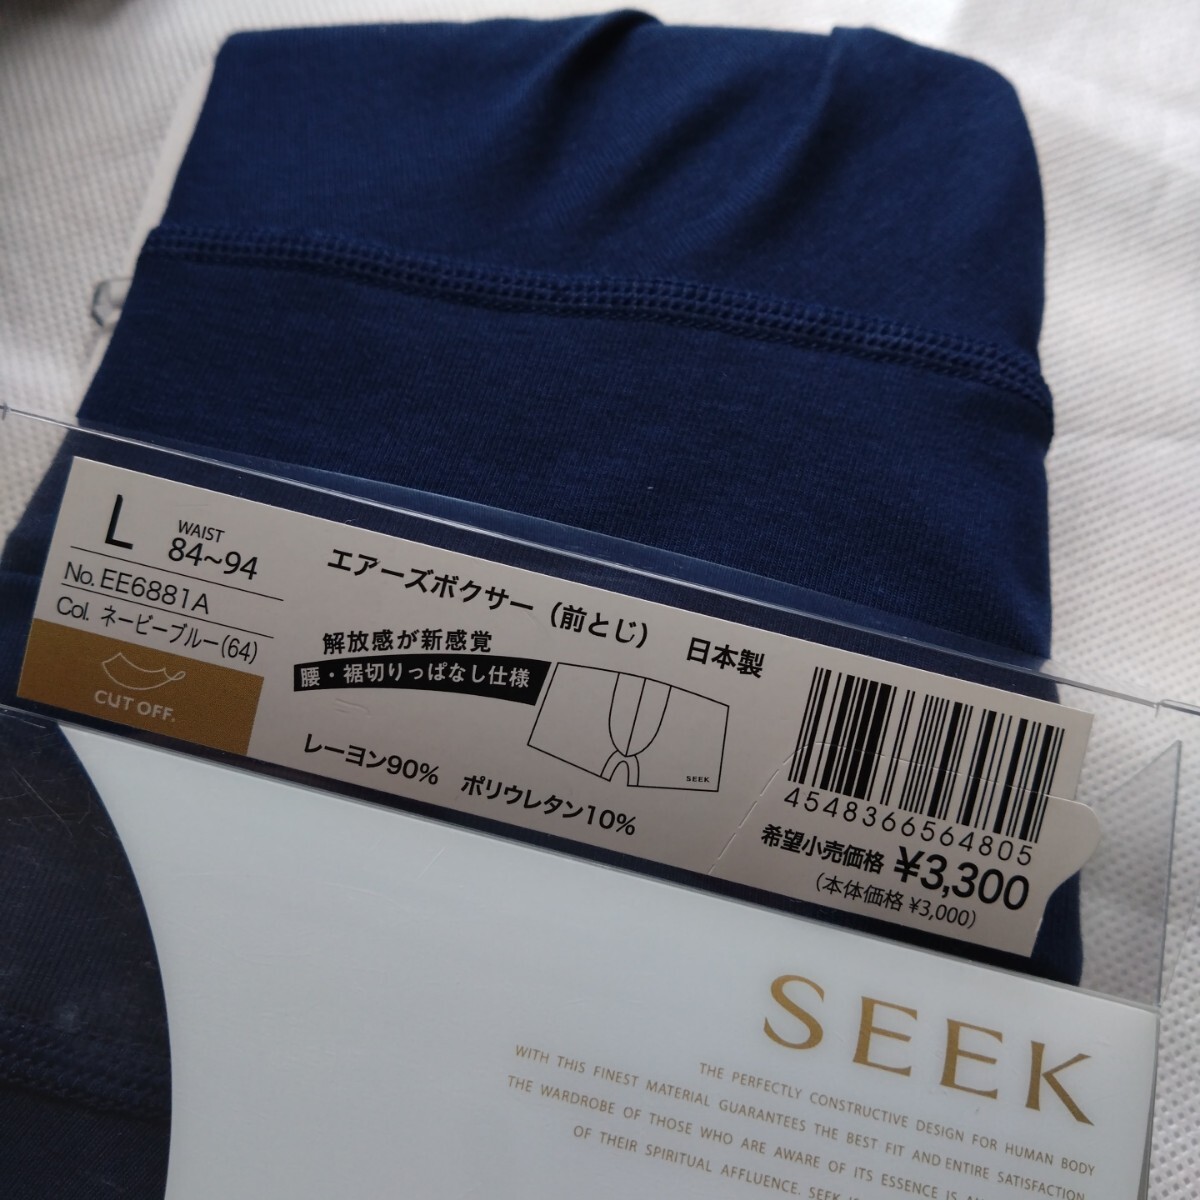 L WAIST 84~94
No. EE6881A
Col. ネービーブルー(64)
CUT OFF.
エアーズボクサー（前とじ） 日本製
解放感が新感覚
腰・裾切りっぱなし仕様
レーヨン90% ポリウレタン10%
SEEK
4548366564805
希望小売価格 ¥3,300
(本体価格 ¥3,000)
SEEK
THE PERFECTLY CONSTRUCTIVE DESIGN FOR HUMAN BODY
WITH THIS FINEST MATERIAL GUARANTEES THE BEST FIT AND ENTIRE SATISFACTION
THE WARDROBE OF THOSE WHO ARE AWARE OF ITS ESSENCE IS
OF THEIR SPIRITUAL AFFLUENCE. SEEK